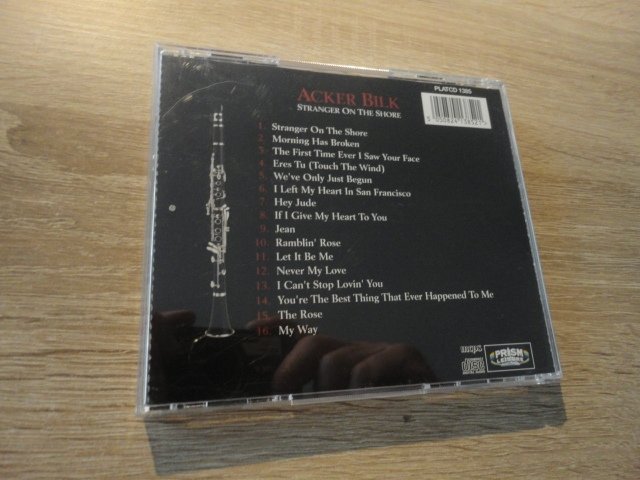 PLATCD 1385
ACKER BILK
STRANGER ON THE SHORE
1. Stranger On The Shore
2. Morning Has Broken
3. The First Time Ever I Saw Your Face
4. Eres Tu (Touch The Wind)
5. We've Only Just Begun
6. I Left My Heart In San Francisco
7. Hey Jude
8. If I Give My Heart To You
9. Jean
10. Ramblin' Rose
11. Let It Be Me
12. Never My Love
13. I Can't Stop Lovin' You
14. You're The Best Thing That Ever Happened To Me
15. The Rose
16. My Way
mcps
PRISM
LEISURE